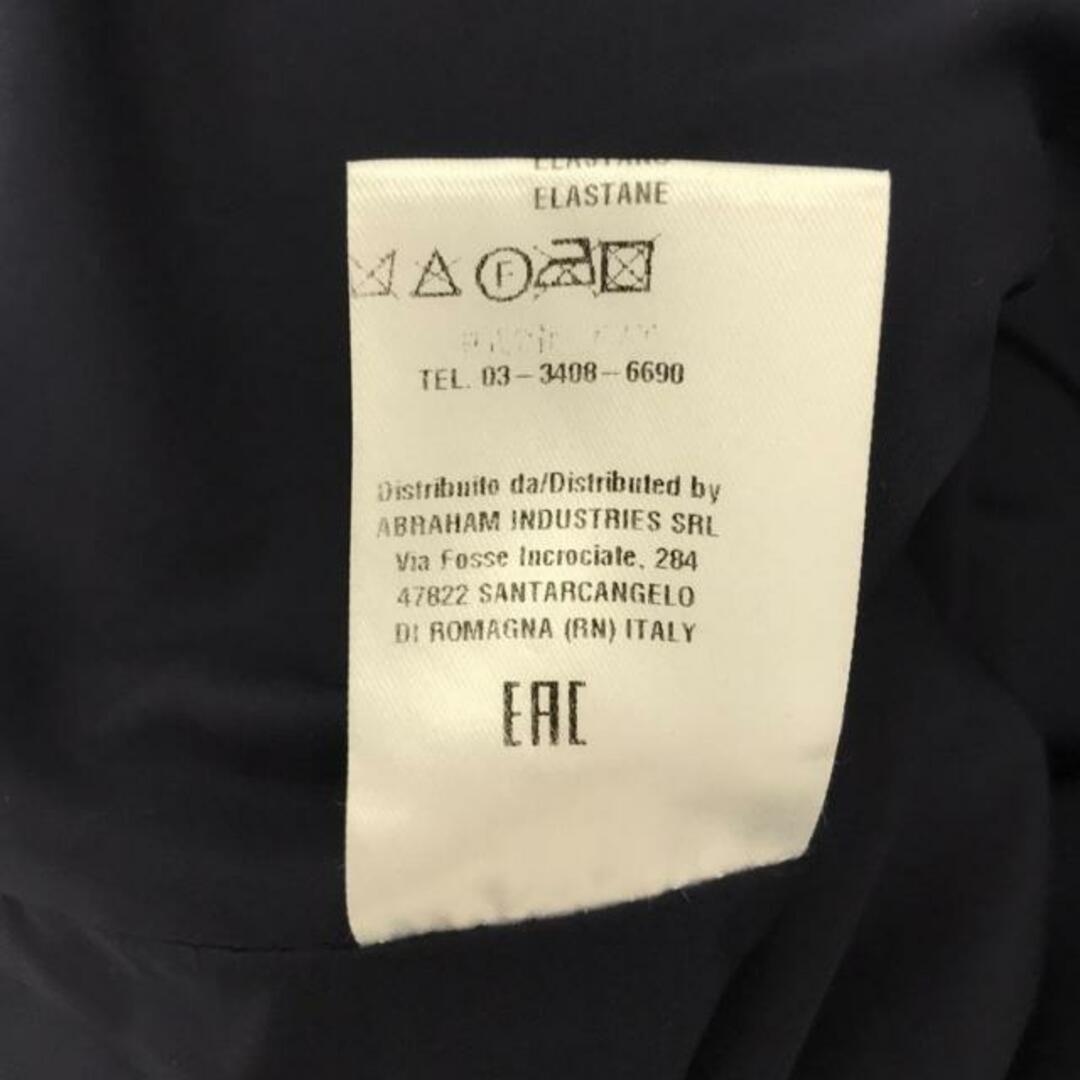 ELASTANE
F
TEL. 03-3408-6690
Distribuito da/Distributed by
ABRAHAM INDUSTRIES SRL
Via Fosse Incrociate, 284
47822 SANTARCANGELO
DI ROMAGNA (RN) ITALY
EAC